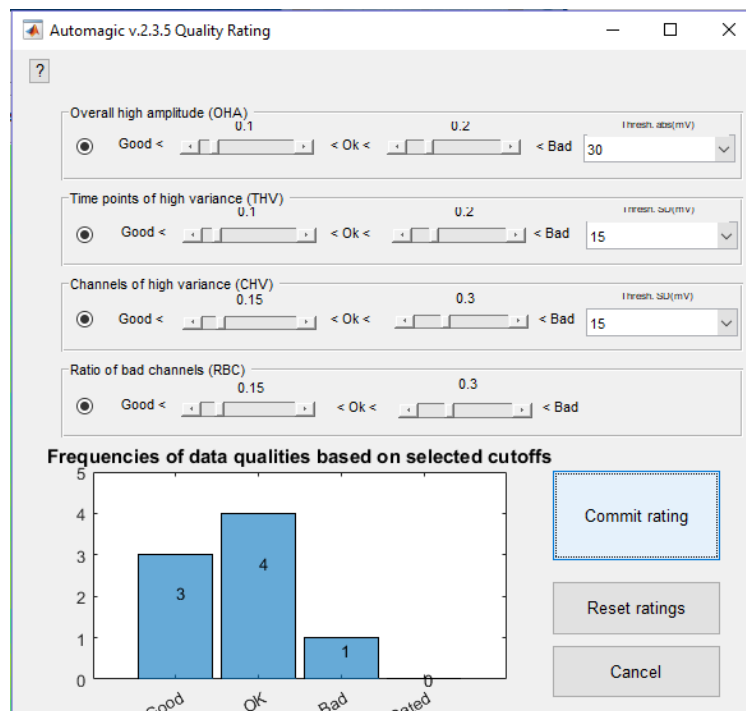 Automagic v.2.3.5 Quality Rating
?
Overall high amplitude (OHA)
0.1 0.2 Thresh. abs(mV)
Good < < Ok < < Bad 30
Time points of high variance (THV)
0.1 0.2 Thresh. SD(mV)
Good < < Ok < < Bad 15
Channels of high variance (CHV)
0.15 0.3 Thresh. SD(mV)
Good < < Ok < < Bad 15
Ratio of bad channels (RBC)
0.15 0.3
Good < < Ok < < Bad
Frequencies of data qualities based on selected cutoffs
5
4
3
2
1
0
3
4
1
0
Good
OK
Bad
Commit rating
Reset ratings
Cancel